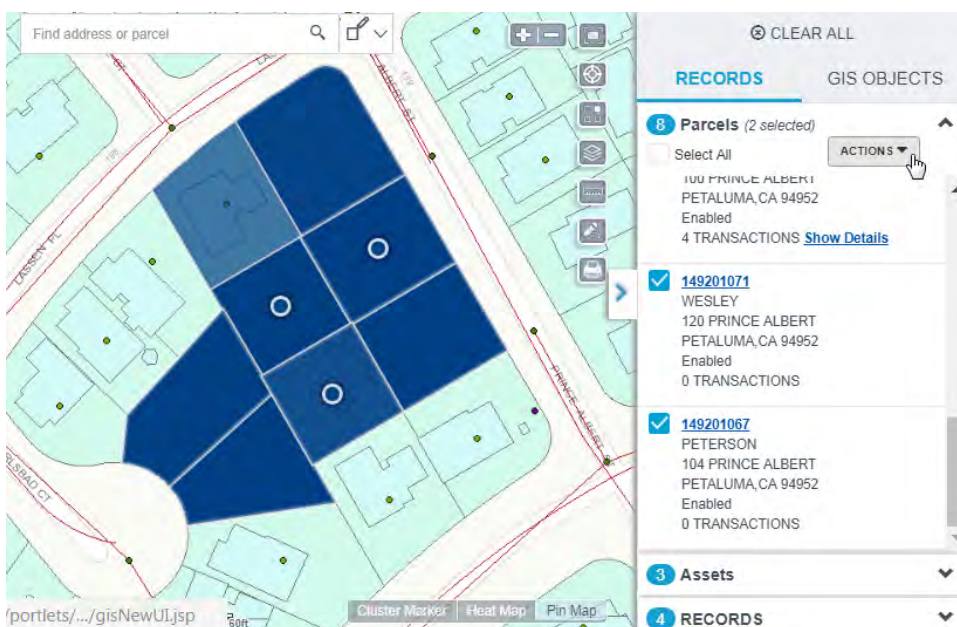 Find address or parcel
CLEAR ALL
RECORDS
GIS OBJECTS
8 Parcels (2 selected)
Select All
ACTIONS
100 PRINCE ALBERT
PETALUMA,CA 94952
Enabled
4 TRANSACTIONS Show Details
149201071
WESLEY
120 PRINCE ALBERT
PETALUMA,CA 94952
Enabled
0 TRANSACTIONS
149201067
PETERSON
104 PRINCE ALBERT
PETALUMA,CA 94952
Enabled
0 TRANSACTIONS
3 Assets
4 RECORDS
ALBERT ST
LASSEN PL
PRINCE ALBERT ST
RLSBAD CT
CT
Cluster Marker
Heat Map
Pin Map
/portlets/.../gisNewUI.jsp
60ft